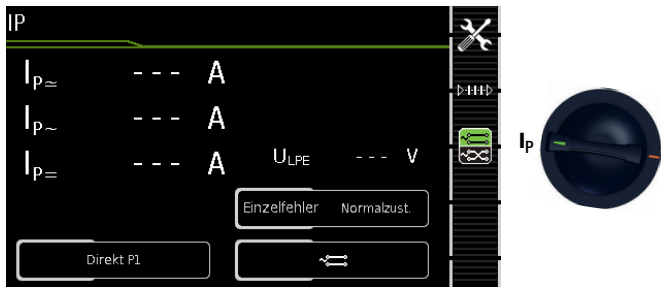 IP
Ip≃ --- A
Ip~ --- A
Ip= --- A
ULPE --- V
Einzelfehler Normalzust.
Direkt P1
IP